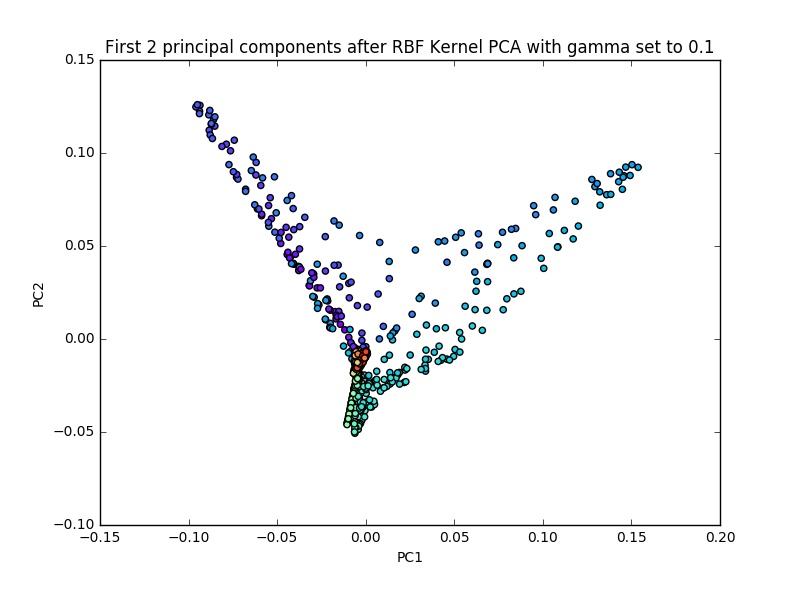 First 2 principal components after RBF Kernel PCA with gamma set to 0.1
0.15
0.10
0.05
0.00
−0.05
−0.10
PC2
−0.15 −0.10 −0.05 0.00 0.05 0.10 0.15 0.20
PC1